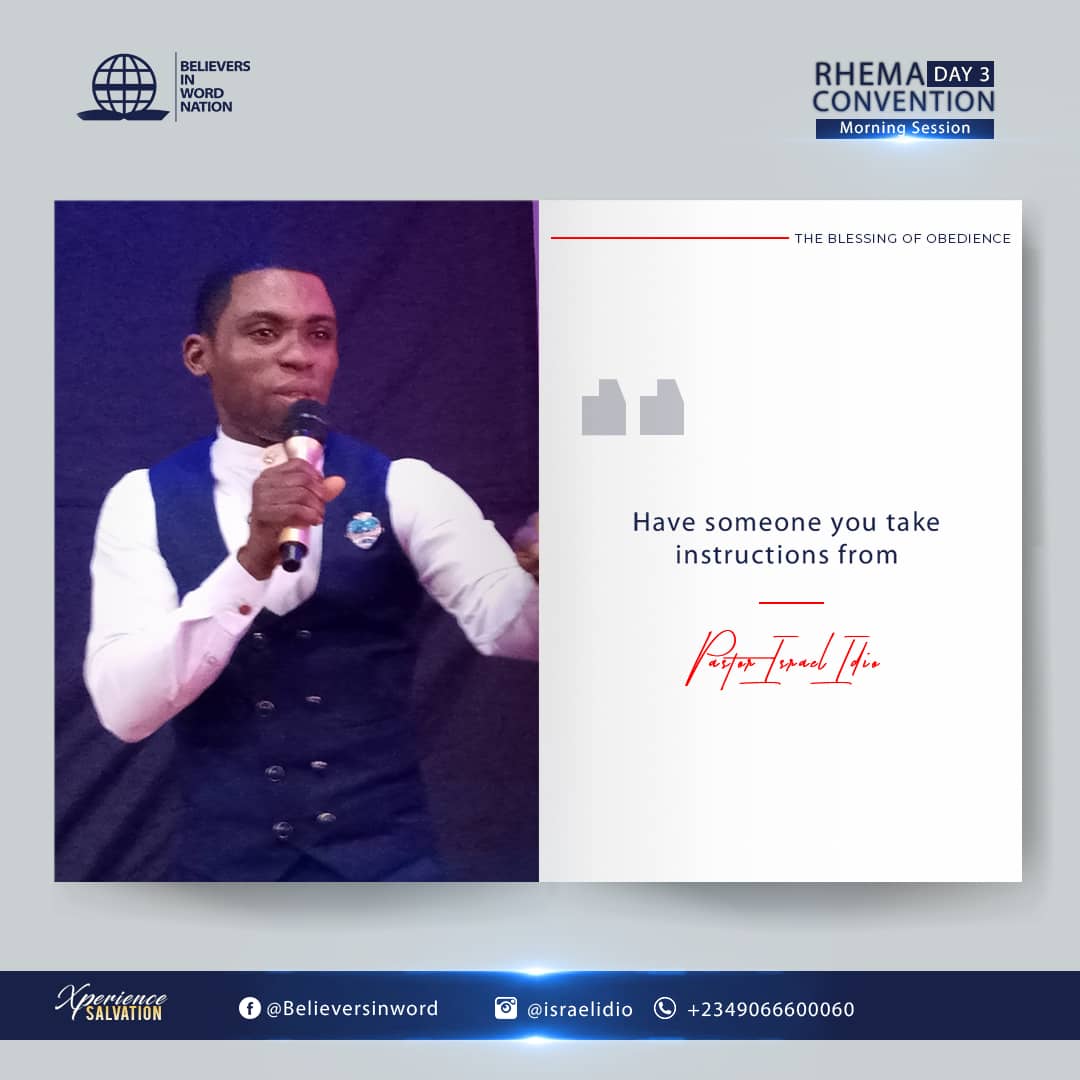 BELIEVERS
IN
WORD
NATION
RHEMA DAY 3
CONVENTION
Morning Session
THE BLESSING OF OBEDIENCE
Have someone you take
instructions from
Pastor Israel Idio
Xperience
SALVATION
@Believersinword
@israelidio
+2349066600060